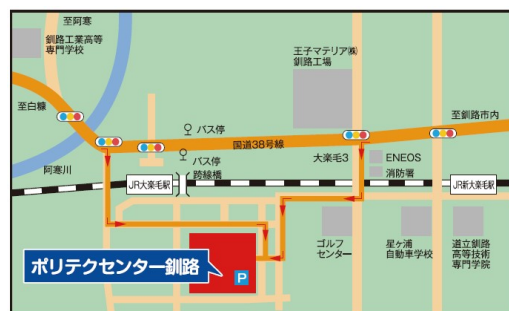 至阿寒
釧路工業高等
専門学校
王子マテリア㈱
釧路工場
至白糠
至釧路市内
バス停
国道38号線
大楽毛3
ENEOS
消防署
阿寒川
バス停
跨線橋
JR大楽毛駅
JR新大楽毛駅
ポリテクセンター釧路
P
ゴルフ
センター
星ヶ浦
自動車学校
道立釧路
高等技術
専門学院